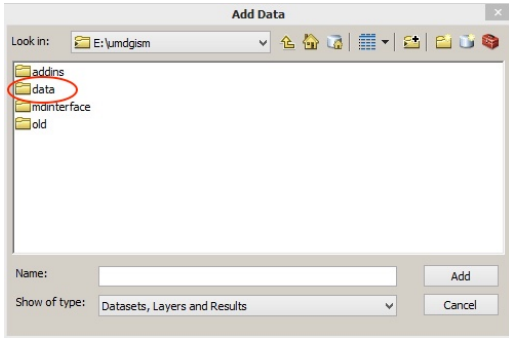 Add Data
Look in: E:\umdgism
addins
data
mdinterface
old
Name:
Add
Show of type: Datasets, Layers and Results
Cancel